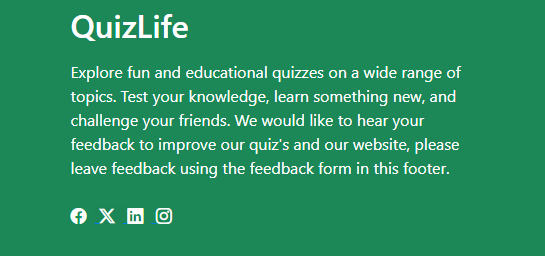 QuizLife
Explore fun and educational quizzes on a wide range of
topics. Test your knowledge, learn something new, and
challenge your friends. We would like to hear your
feedback to improve our quiz's and our website, please
leave feedback using the feedback form in this footer.